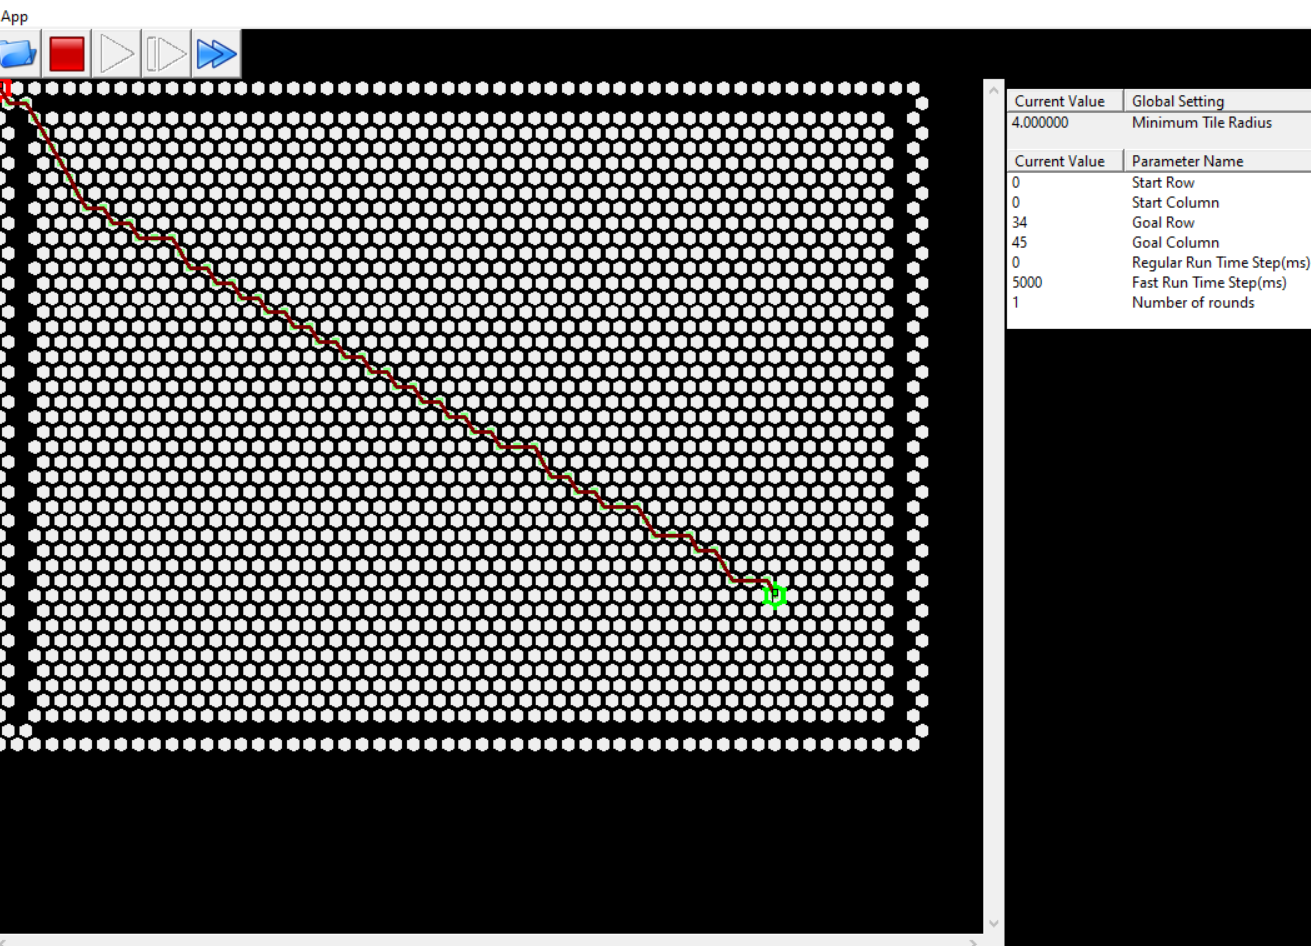 App
Current Value Global Setting
4.000000 Minimum Tile Radius
Current Value Parameter Name
0 Start Row
0 Start Column
34 Goal Row
45 Goal Column
0 Regular Run Time Step(ms)
5000 Fast Run Time Step(ms)
1 Number of rounds